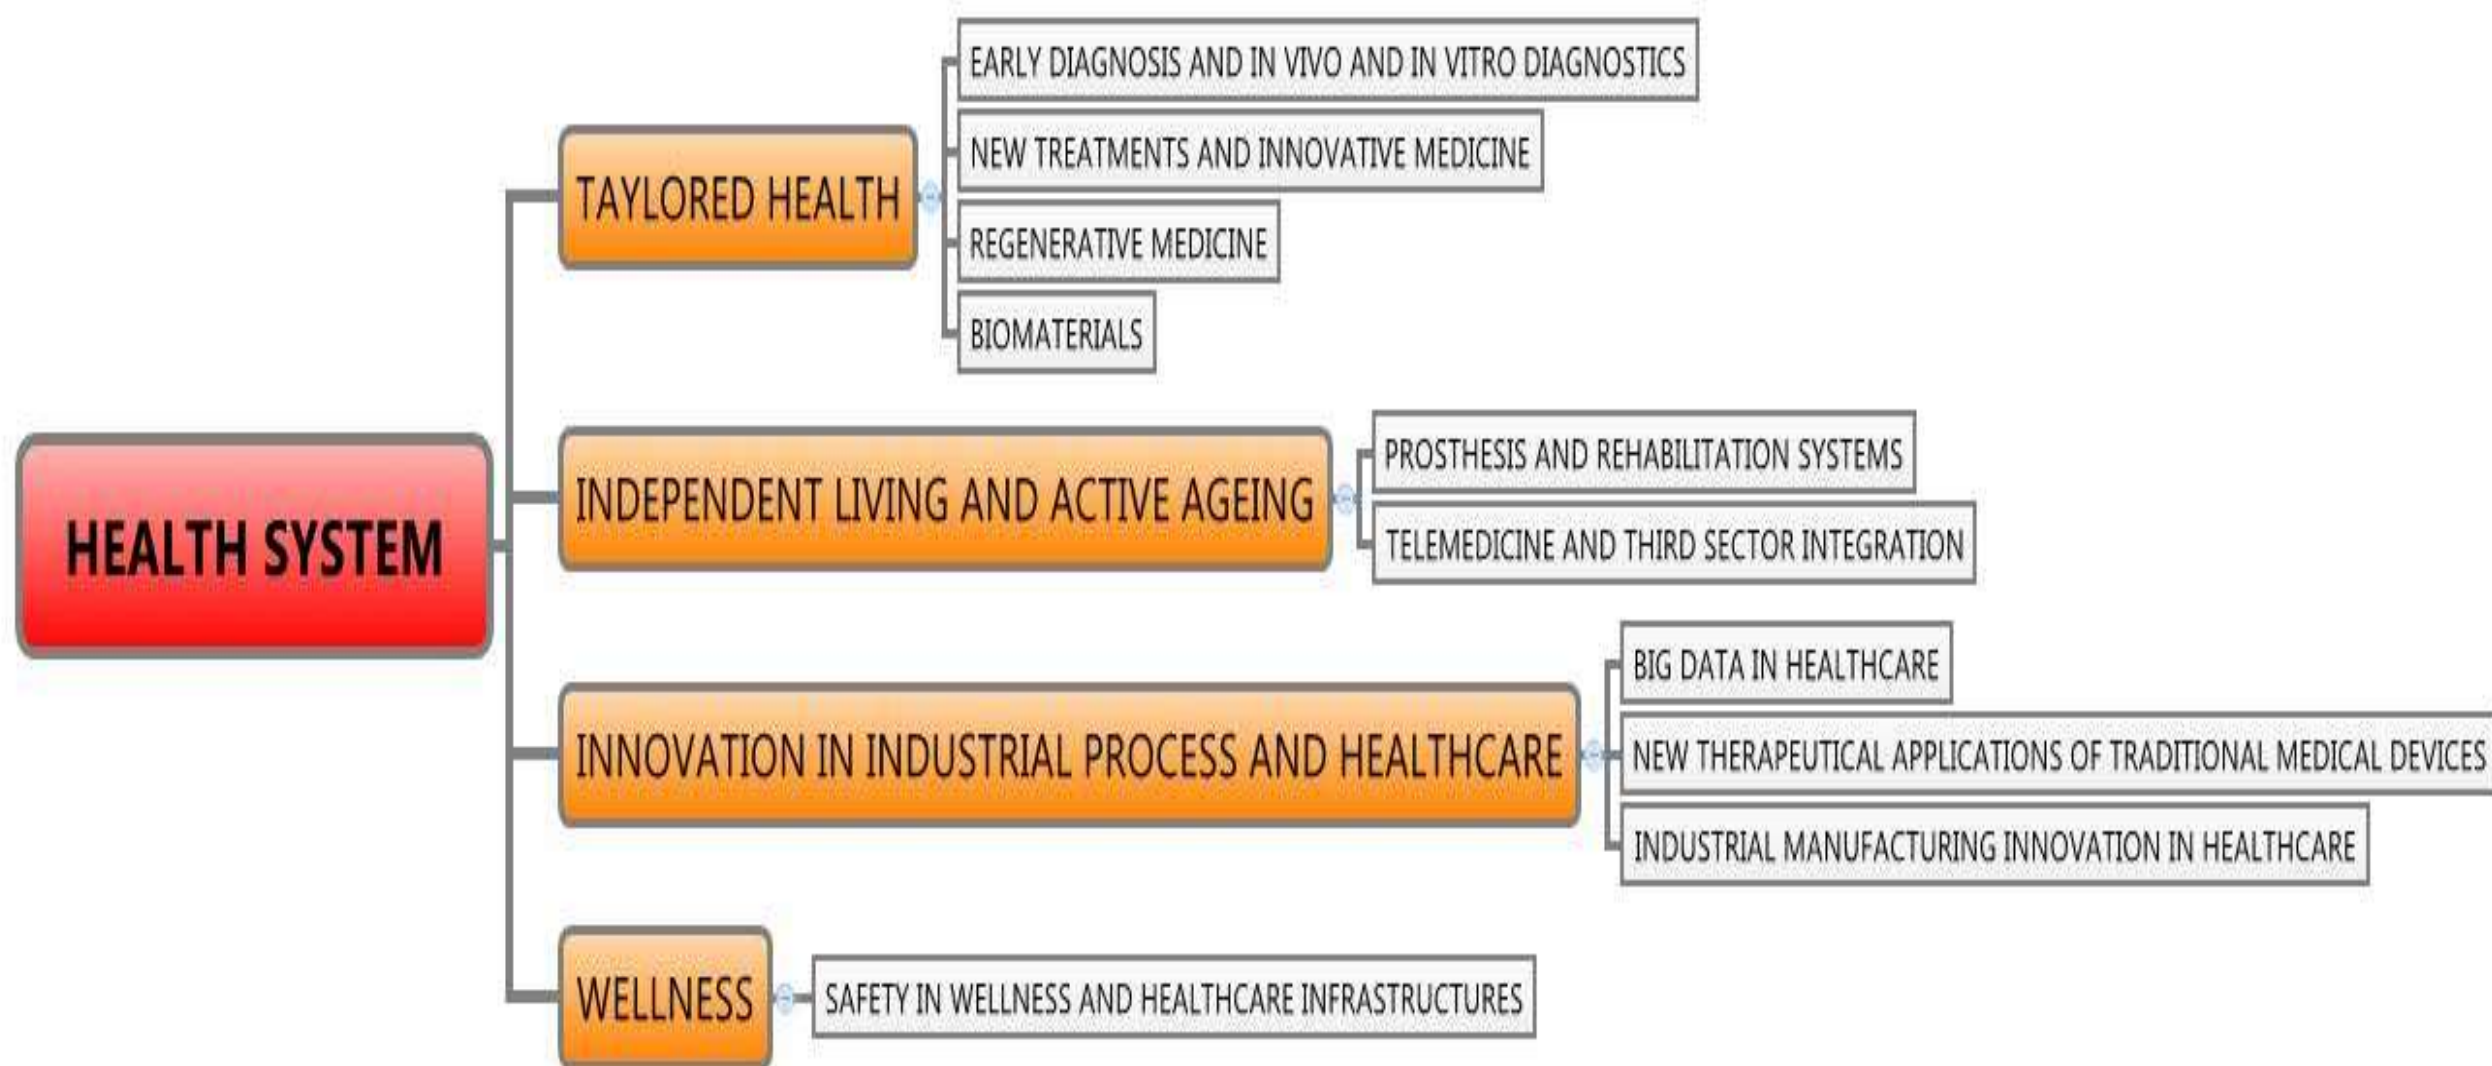 HEALTH SYSTEM
TAYLORED HEALTH
EARLY DIAGNOSIS AND IN VIVO AND IN VITRO DIAGNOSTICS
NEW TREATMENTS AND INNOVATIVE MEDICINE
REGENERATIVE MEDICINE
BIOMATERIALS
INDEPENDENT LIVING AND ACTIVE AGEING
PROSTHESIS AND REHABILITATION SYSTEMS
TELEMEDICINE AND THIRD SECTOR INTEGRATION
INNOVATION IN INDUSTRIAL PROCESS AND HEALTHCARE
BIG DATA IN HEALTHCARE
NEW THERAPEUTICAL APPLICATIONS OF TRADITIONAL MEDICAL DEVICES
INDUSTRIAL MANUFACTURING INNOVATION IN HEALTHCARE
WELLNESS
SAFETY IN WELLNESS AND HEALTHCARE INFRASTRUCTURES